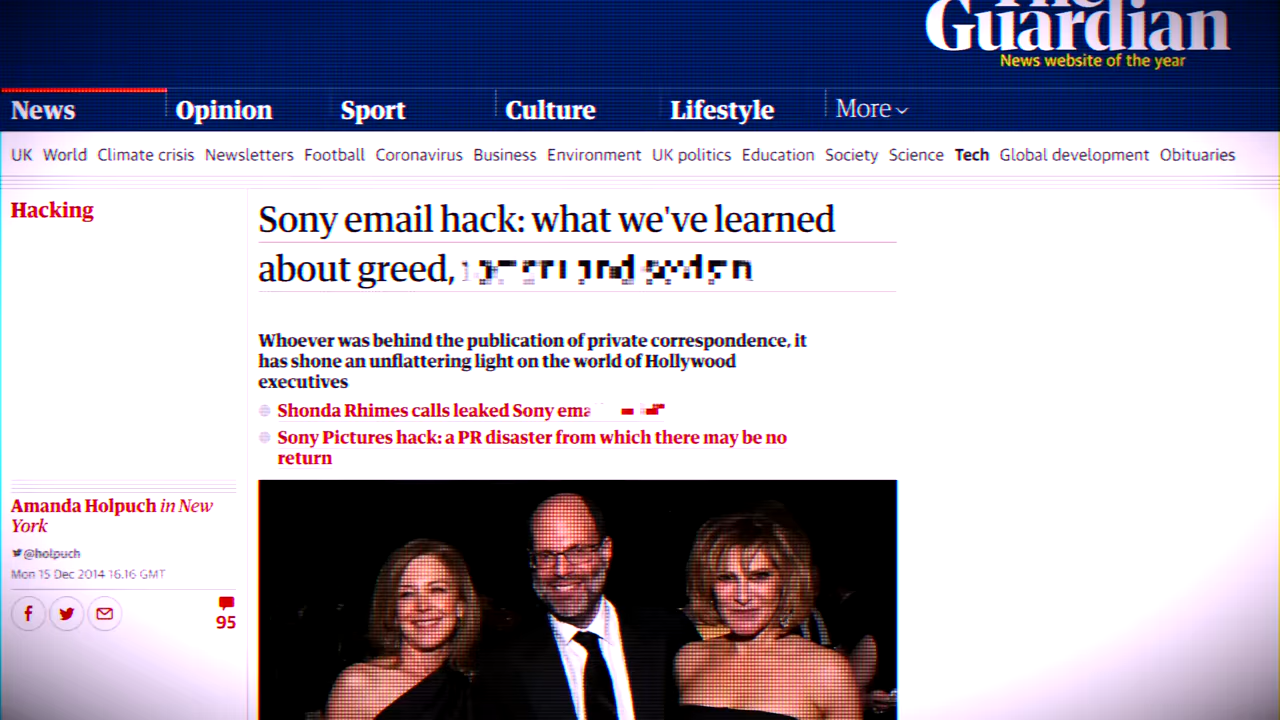 The
Guardian
News website of the year
News Opinion Sport Culture Lifestyle More
UK World Climate crisis Newsletters Football Coronavirus Business Environment UK politics Education Society Science Tech Global development Obituaries
Hacking
Sony email hack: what we've learned
about greed,
Whoever was behind the publication of private correspondence, it
has shone an unflattering light on the world of Hollywood
executives
Shonda Rhimes calls leaked Sony
Sony Pictures hack: a PR disaster from which there may be no
return
Amanda Holpuch in New
York
@holpuch
Mon 15 Dec 2014 16.16 GMT
95